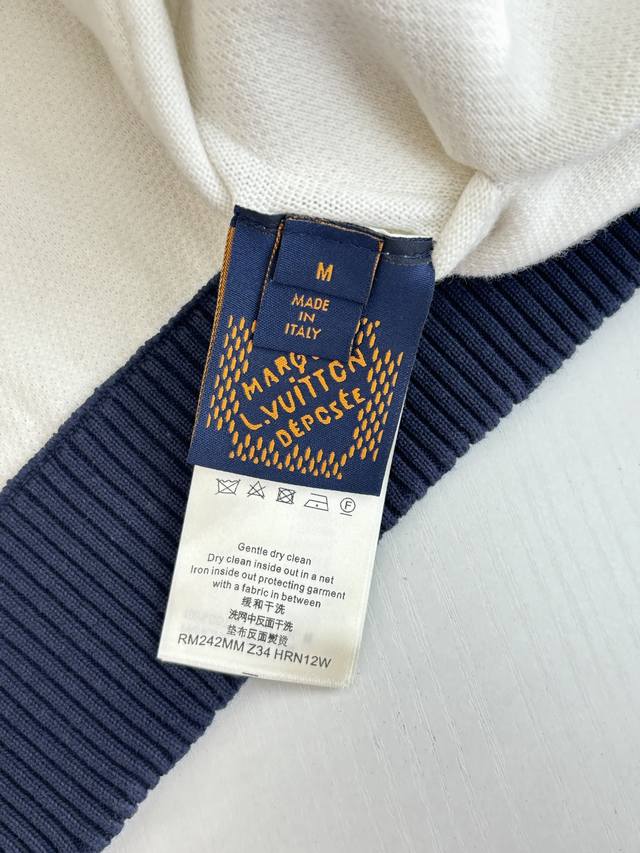 M
MADE
IN
ITALY
MARQ
L.VUITTON
DÉPOSÉE
F
Gentle dry clean
Dry clean inside out in a net
Iron inside out protecting garment
with a fabric in between
缓和干洗
洗网中反面干洗
垫布反面熨烫
RM242MM Z34 HRN12W